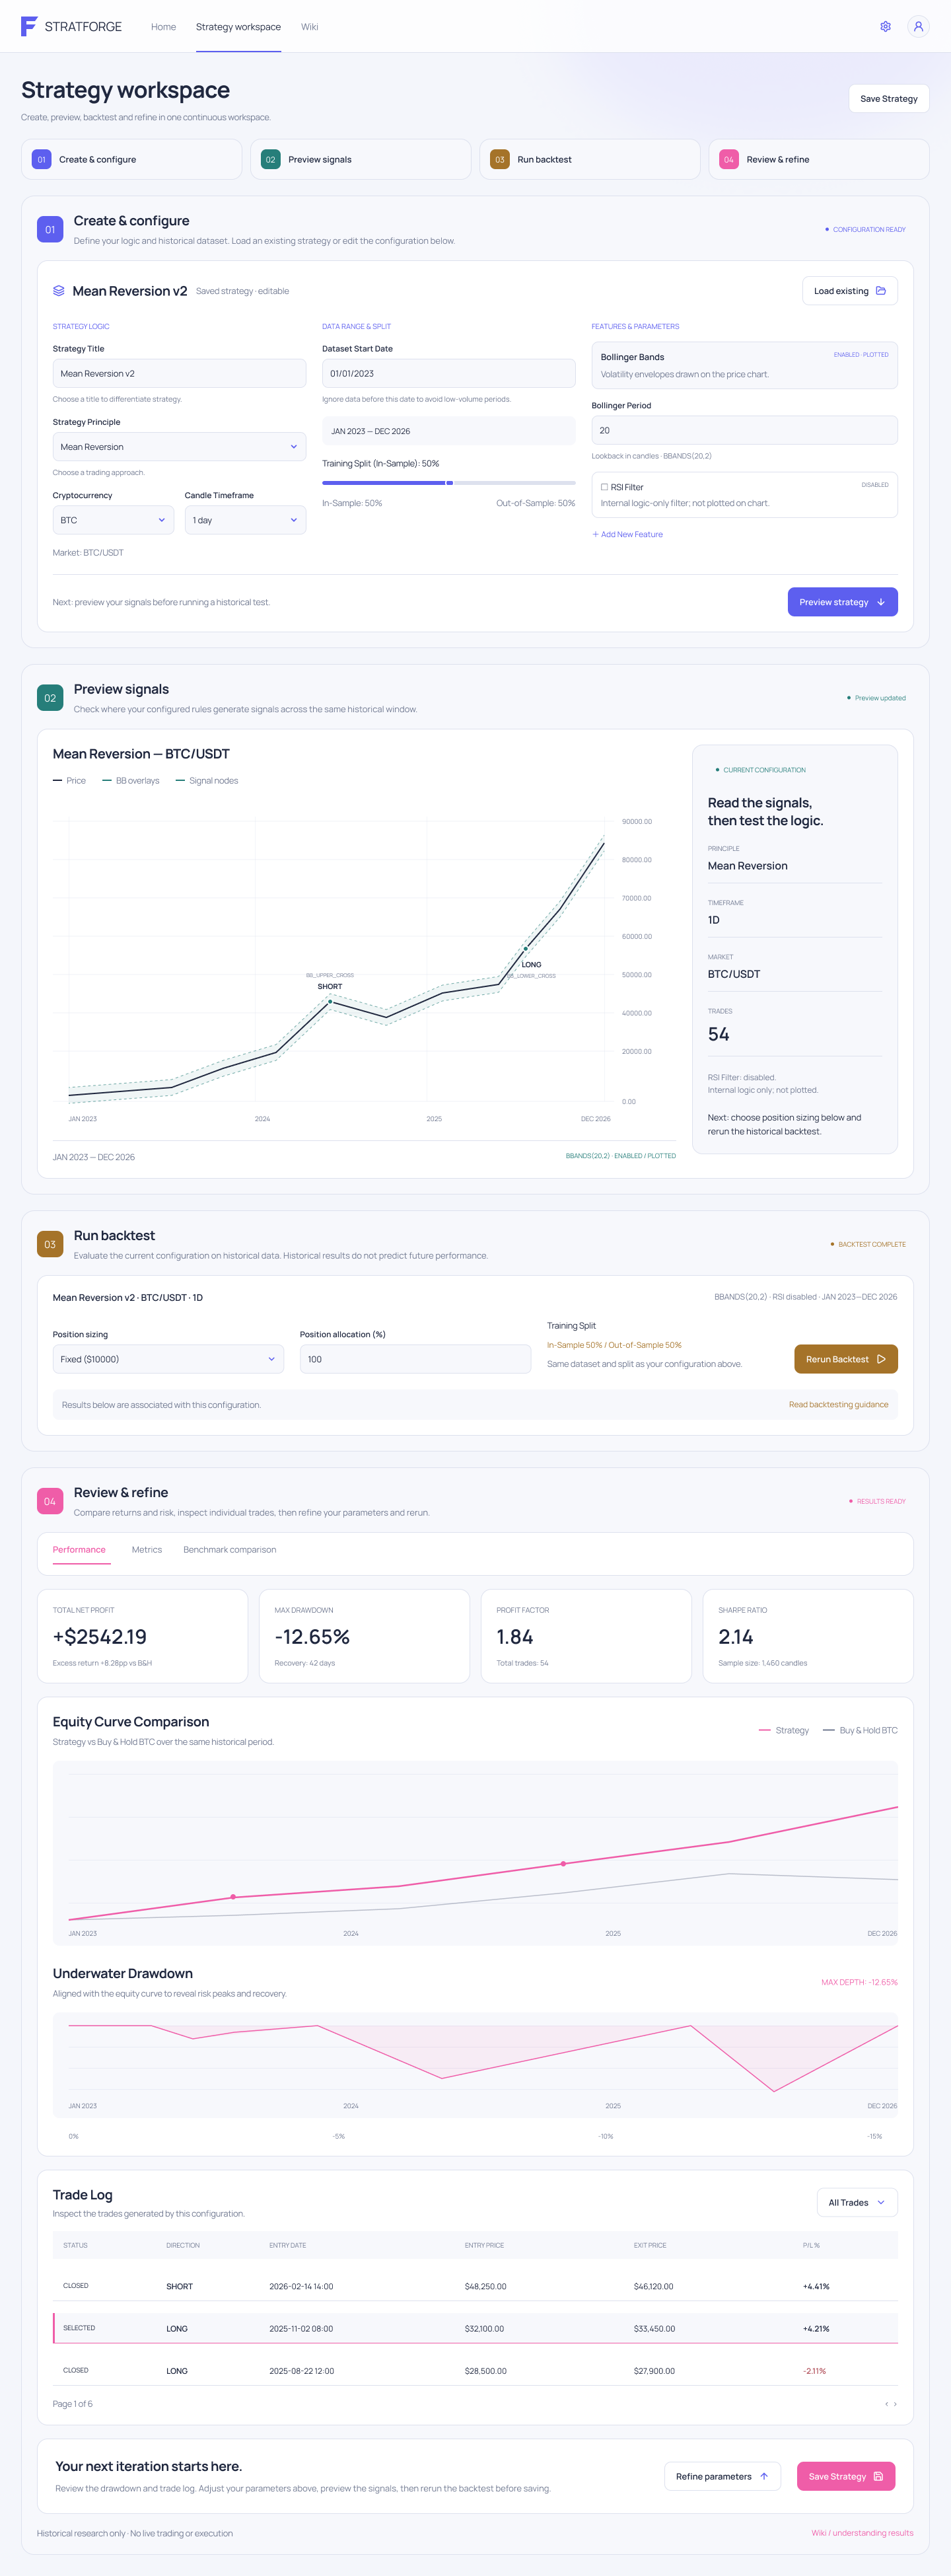 STRATFORGE
Home
Strategy workspace
Wiki
Strategy workspace
Create, preview, backtest and refine in one continuous workspace.
Save Strategy
01 Create & configure
02 Preview signals
03 Run backtest
04 Review & refine
01
Create & configure
Define your logic and historical dataset. Load an existing strategy or edit the configuration below.
CONFIGURATION READY
Mean Reversion v2
Saved strategy · editable
Load existing
STRATEGY LOGIC
Strategy Title
Mean Reversion v2
Choose a title to differentiate strategy.
Strategy Principle
Mean Reversion
Choose a trading approach.
Cryptocurrency
BTC
Candle Timeframe
1 day
Market: BTC/USDT
DATA RANGE & SPLIT
Dataset Start Date
01/01/2023
Ignore data before this date to avoid low-volume periods.
JAN 2023 — DEC 2026
Training Split (In-Sample): 50%
In-Sample: 50%
Out-of-Sample: 50%
FEATURES & PARAMETERS
Bollinger Bands
ENABLED · PLOTTED
Volatility envelopes drawn on the price chart.
Bollinger Period
20
Lookback in candles · BBANDS(20,2)
☐ RSI Filter
DISABLED
Internal logic-only filter; not plotted on chart.
+ Add New Feature
Next: preview your signals before running a historical test.
Preview strategy
02
Preview signals
Check where your configured rules generate signals across the same historical window.
Preview updated
Mean Reversion — BTC/USDT
Price
BB overlays
Signal nodes
90000.00
80000.00
70000.00
60000.00
50000.00
40000.00
20000.00
0.00
BB_UPPER_CROSS
SHORT
LONG
BB_LOWER_CROSS
JAN 2023
2024
2025
DEC 2026
JAN 2023 — DEC 2026
BBANDS(20,2) · ENABLED / PLOTTED
CURRENT CONFIGURATION
Read the signals,
then test the logic.
PRINCIPLE
Mean Reversion
TIMEFRAME
1D
MARKET
BTC/USDT
TRADES
54
RSI Filter: disabled.
Internal logic only; not plotted.
Next: choose position sizing below and
rerun the historical backtest.
03
Run backtest
Evaluate the current configuration on historical data. Historical results do not predict future performance.
BACKTEST COMPLETE
Mean Reversion v2 · BTC/USDT · 1D
BBANDS(20,2) · RSI disabled · JAN 2023—DEC 2026
Position sizing
Fixed ($10000)
Position allocation (%)
100
Training Split
In-Sample 50% / Out-of-Sample 50%
Same dataset and split as your configuration above.
Rerun Backtest
Results below are associated with this configuration.
Read backtesting guidance
04
Review & refine
Compare returns and risk, inspect individual trades, then refine your parameters and rerun.
RESULTS READY
Performance
Metrics
Benchmark comparison
TOTAL NET PROFIT
+$2542.19
Excess return +8.28pp vs B&H
MAX DRAWDOWN
-12.65%
Recovery: 42 days
PROFIT FACTOR
1.84
Total trades: 54
SHARPE RATIO
2.14
Sample size: 1,460 candles
Equity Curve Comparison
Strategy vs Buy & Hold BTC over the same historical period.
Strategy
Buy & Hold BTC
JAN 2023
2024
2025
DEC 2026
Underwater Drawdown
Aligned with the equity curve to reveal risk peaks and recovery.
MAX DEPTH: -12.65%
JAN 2023
2024
2025
DEC 2026
0%
-5%
-10%
-15%
Trade Log
Inspect the trades generated by this configuration.
All Trades
STATUS DIRECTION ENTRY DATE ENTRY PRICE EXIT PRICE P/L %
CLOSED SHORT 2026-02-14 14:00 $48,250.00 $46,120.00 +4.41%
SELECTED LONG 2025-11-02 08:00 $32,100.00 $33,450.00 +4.21%
CLOSED LONG 2025-08-22 12:00 $28,500.00 $27,900.00 -2.11%
Page 1 of 6
‹ ›
Your next iteration starts here.
Review the drawdown and trade log. Adjust your parameters above, preview the signals, then rerun the backtest before saving.
Refine parameters
Save Strategy
Historical research only · No live trading or execution
Wiki / understanding results